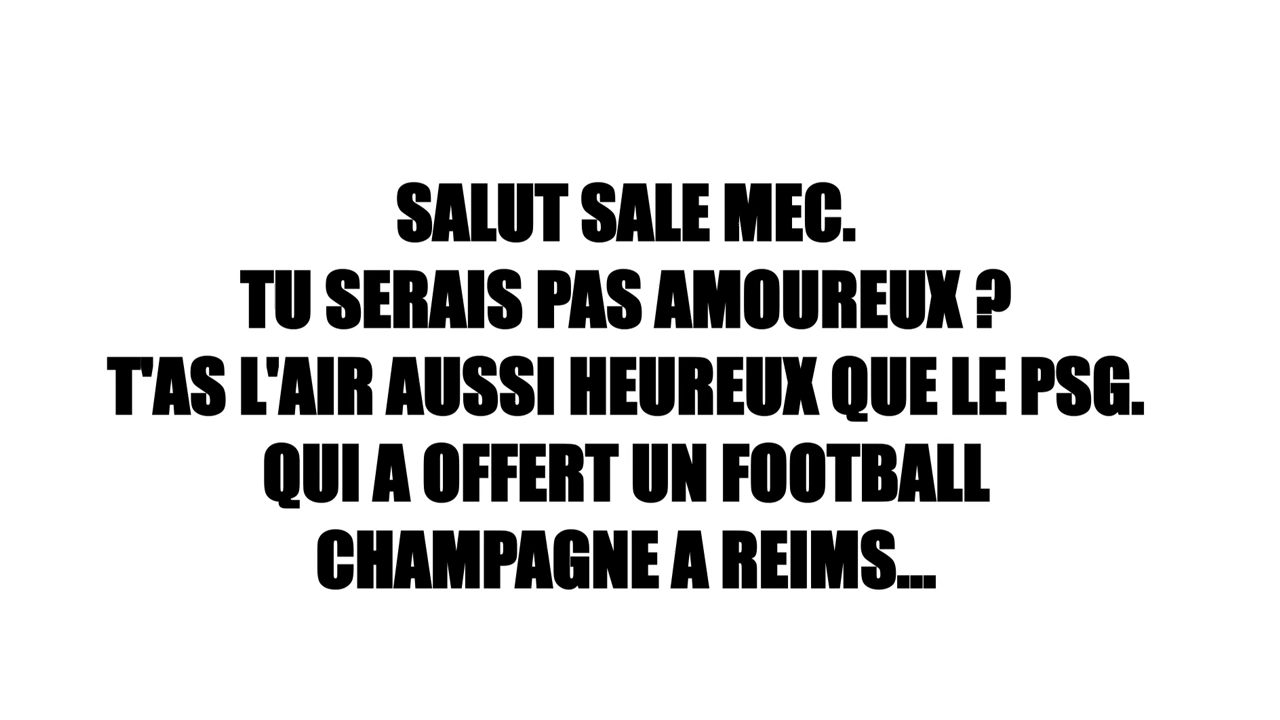 SALUT SALE MEC.
TU SERAIS PAS AMOUREUX ?
T'AS L'AIR AUSSI HEUREUX QUE LE PSG.
QUI A OFFERT UN FOOTBALL
CHAMPAGNE A REIMS...